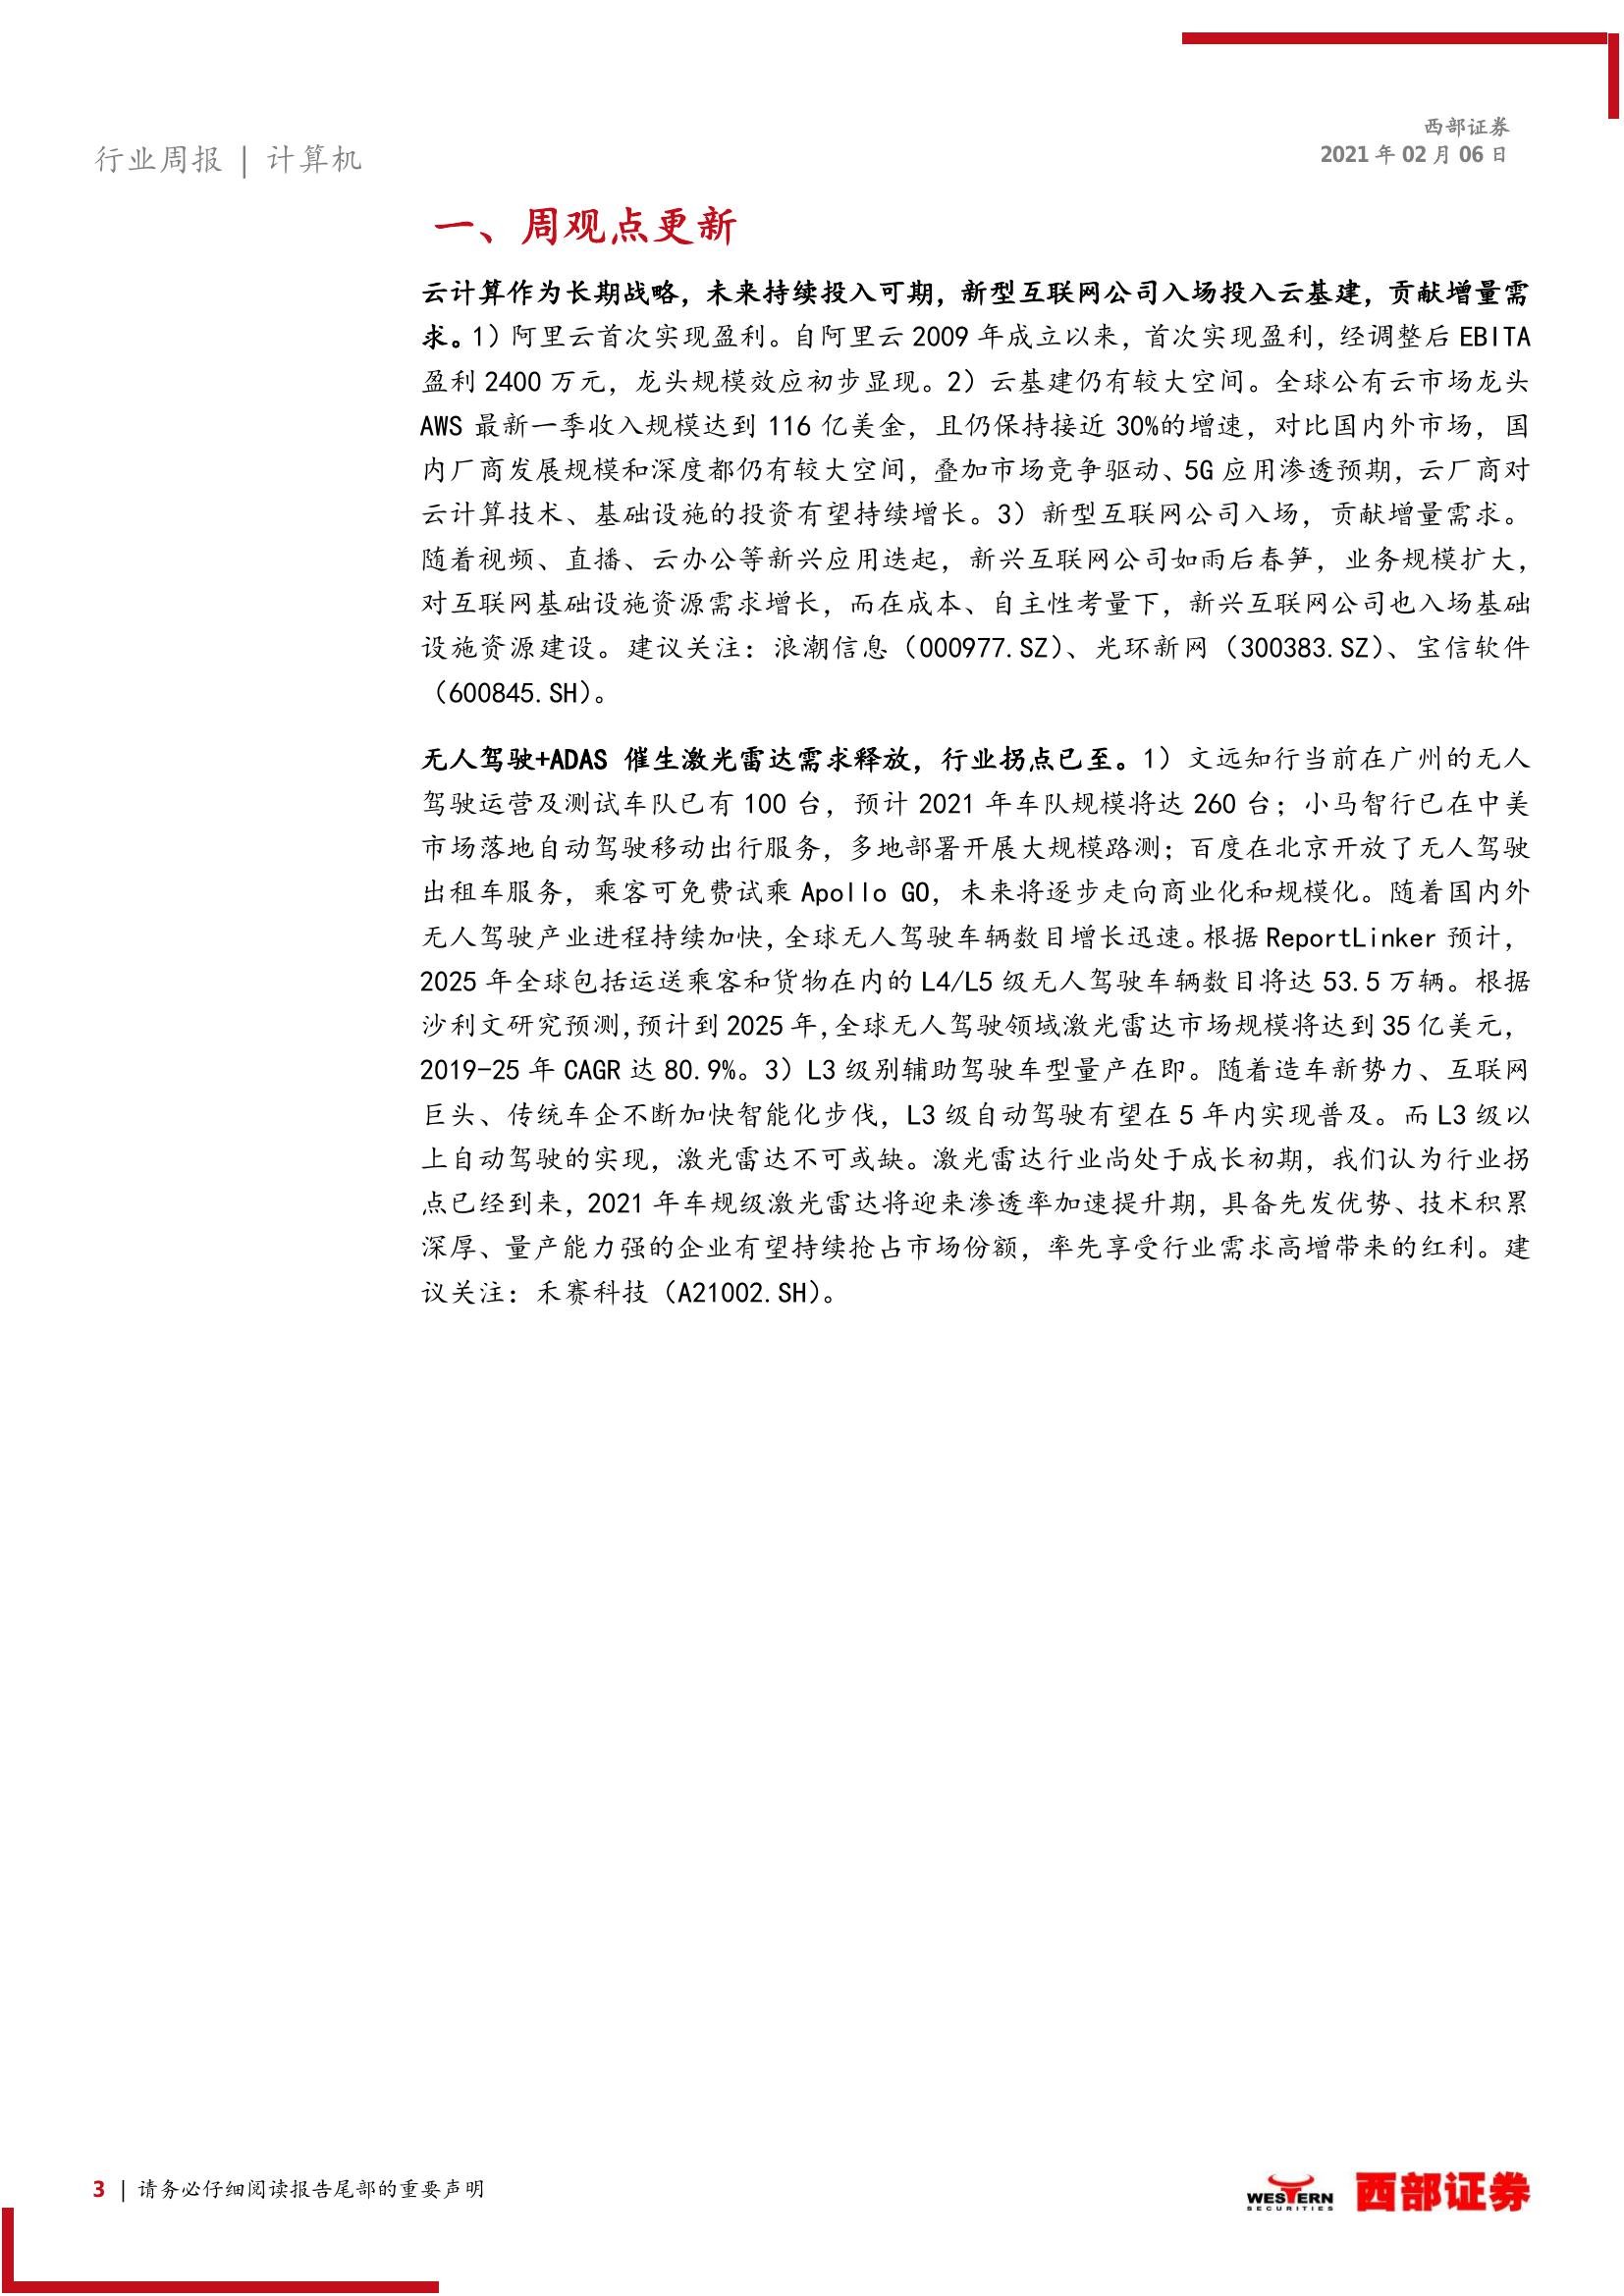 西部证券
行业周报 | 计算机
2021 年 02 月 06 日
一、周观点更新
云计算作为长期战略，未来持续投入可期，新型互联网公司入场投入云基建，贡献增量需
求。1）阿里云首次实现盈利。自阿里云 2009 年成立以来，首次实现盈利，经调整后 EBITA
盈利 2400 万元，龙头规模效应初步显现。2）云基建仍有较大空间。全球公有云市场龙头
AWS 最新一季收入规模达到 116 亿美金，且仍保持接近 30%的增速，对比国内外市场，国
内厂商发展规模和深度都仍有较大空间，叠加市场竞争驱动、5G 应用渗透预期，云厂商对
云计算技术、基础设施的投资有望持续增长。3）新型互联网公司入场，贡献增量需求。
随着视频、直播、云办公等新兴应用迭起，新兴互联网公司如雨后春笋，业务规模扩大，
对互联网基础设施资源需求增长，而在成本、自主性考量下，新兴互联网公司也入场基础
设施资源建设。建议关注：浪潮信息（000977.SZ）、光环新网（300383.SZ）、宝信软件
（600845.SH）。
无人驾驶+ADAS 催生激光雷达需求释放，行业拐点已至。1）文远知行当前在广州的无人
驾驶运营及测试车队已有 100 台，预计 2021 年车队规模将达 260 台；小马智行已在中美
市场落地自动驾驶移动出行服务，多地部署开展大规模路测；百度在北京开放了无人驾驶
出租车服务，乘客可免费试乘 Apollo GO，未来将逐步走向商业化和规模化。随着国内外
无人驾驶产业进程持续加快，全球无人驾驶车辆数目增长迅速。根据 ReportLinker 预计，
2025 年全球包括运送乘客和货物在内的 L4/L5 级无人驾驶车辆数目将达 53.5 万辆。根据
沙利文研究预测，预计到 2025 年，全球无人驾驶领域激光雷达市场规模将达到 35 亿美元，
2019-25 年 CAGR 达 80.9%。3）L3 级别辅助驾驶车型量产在即。随着造车新势力、互联网
巨头、传统车企不断加快智能化步伐，L3 级自动驾驶有望在 5 年内实现普及。而 L3 级以
上自动驾驶的实现，激光雷达不可或缺。激光雷达行业尚处于成长初期，我们认为行业拐
点已经到来，2021 年车规级激光雷达将迎来渗透率加速提升期，具备先发优势、技术积累
深厚、量产能力强的企业有望持续抢占市场份额，率先享受行业需求高增带来的红利。建
议关注：禾赛科技（A21002.SH）。
3 | 请务必仔细阅读报告尾部的重要声明
WESTERN
SECURITIES
西部证券